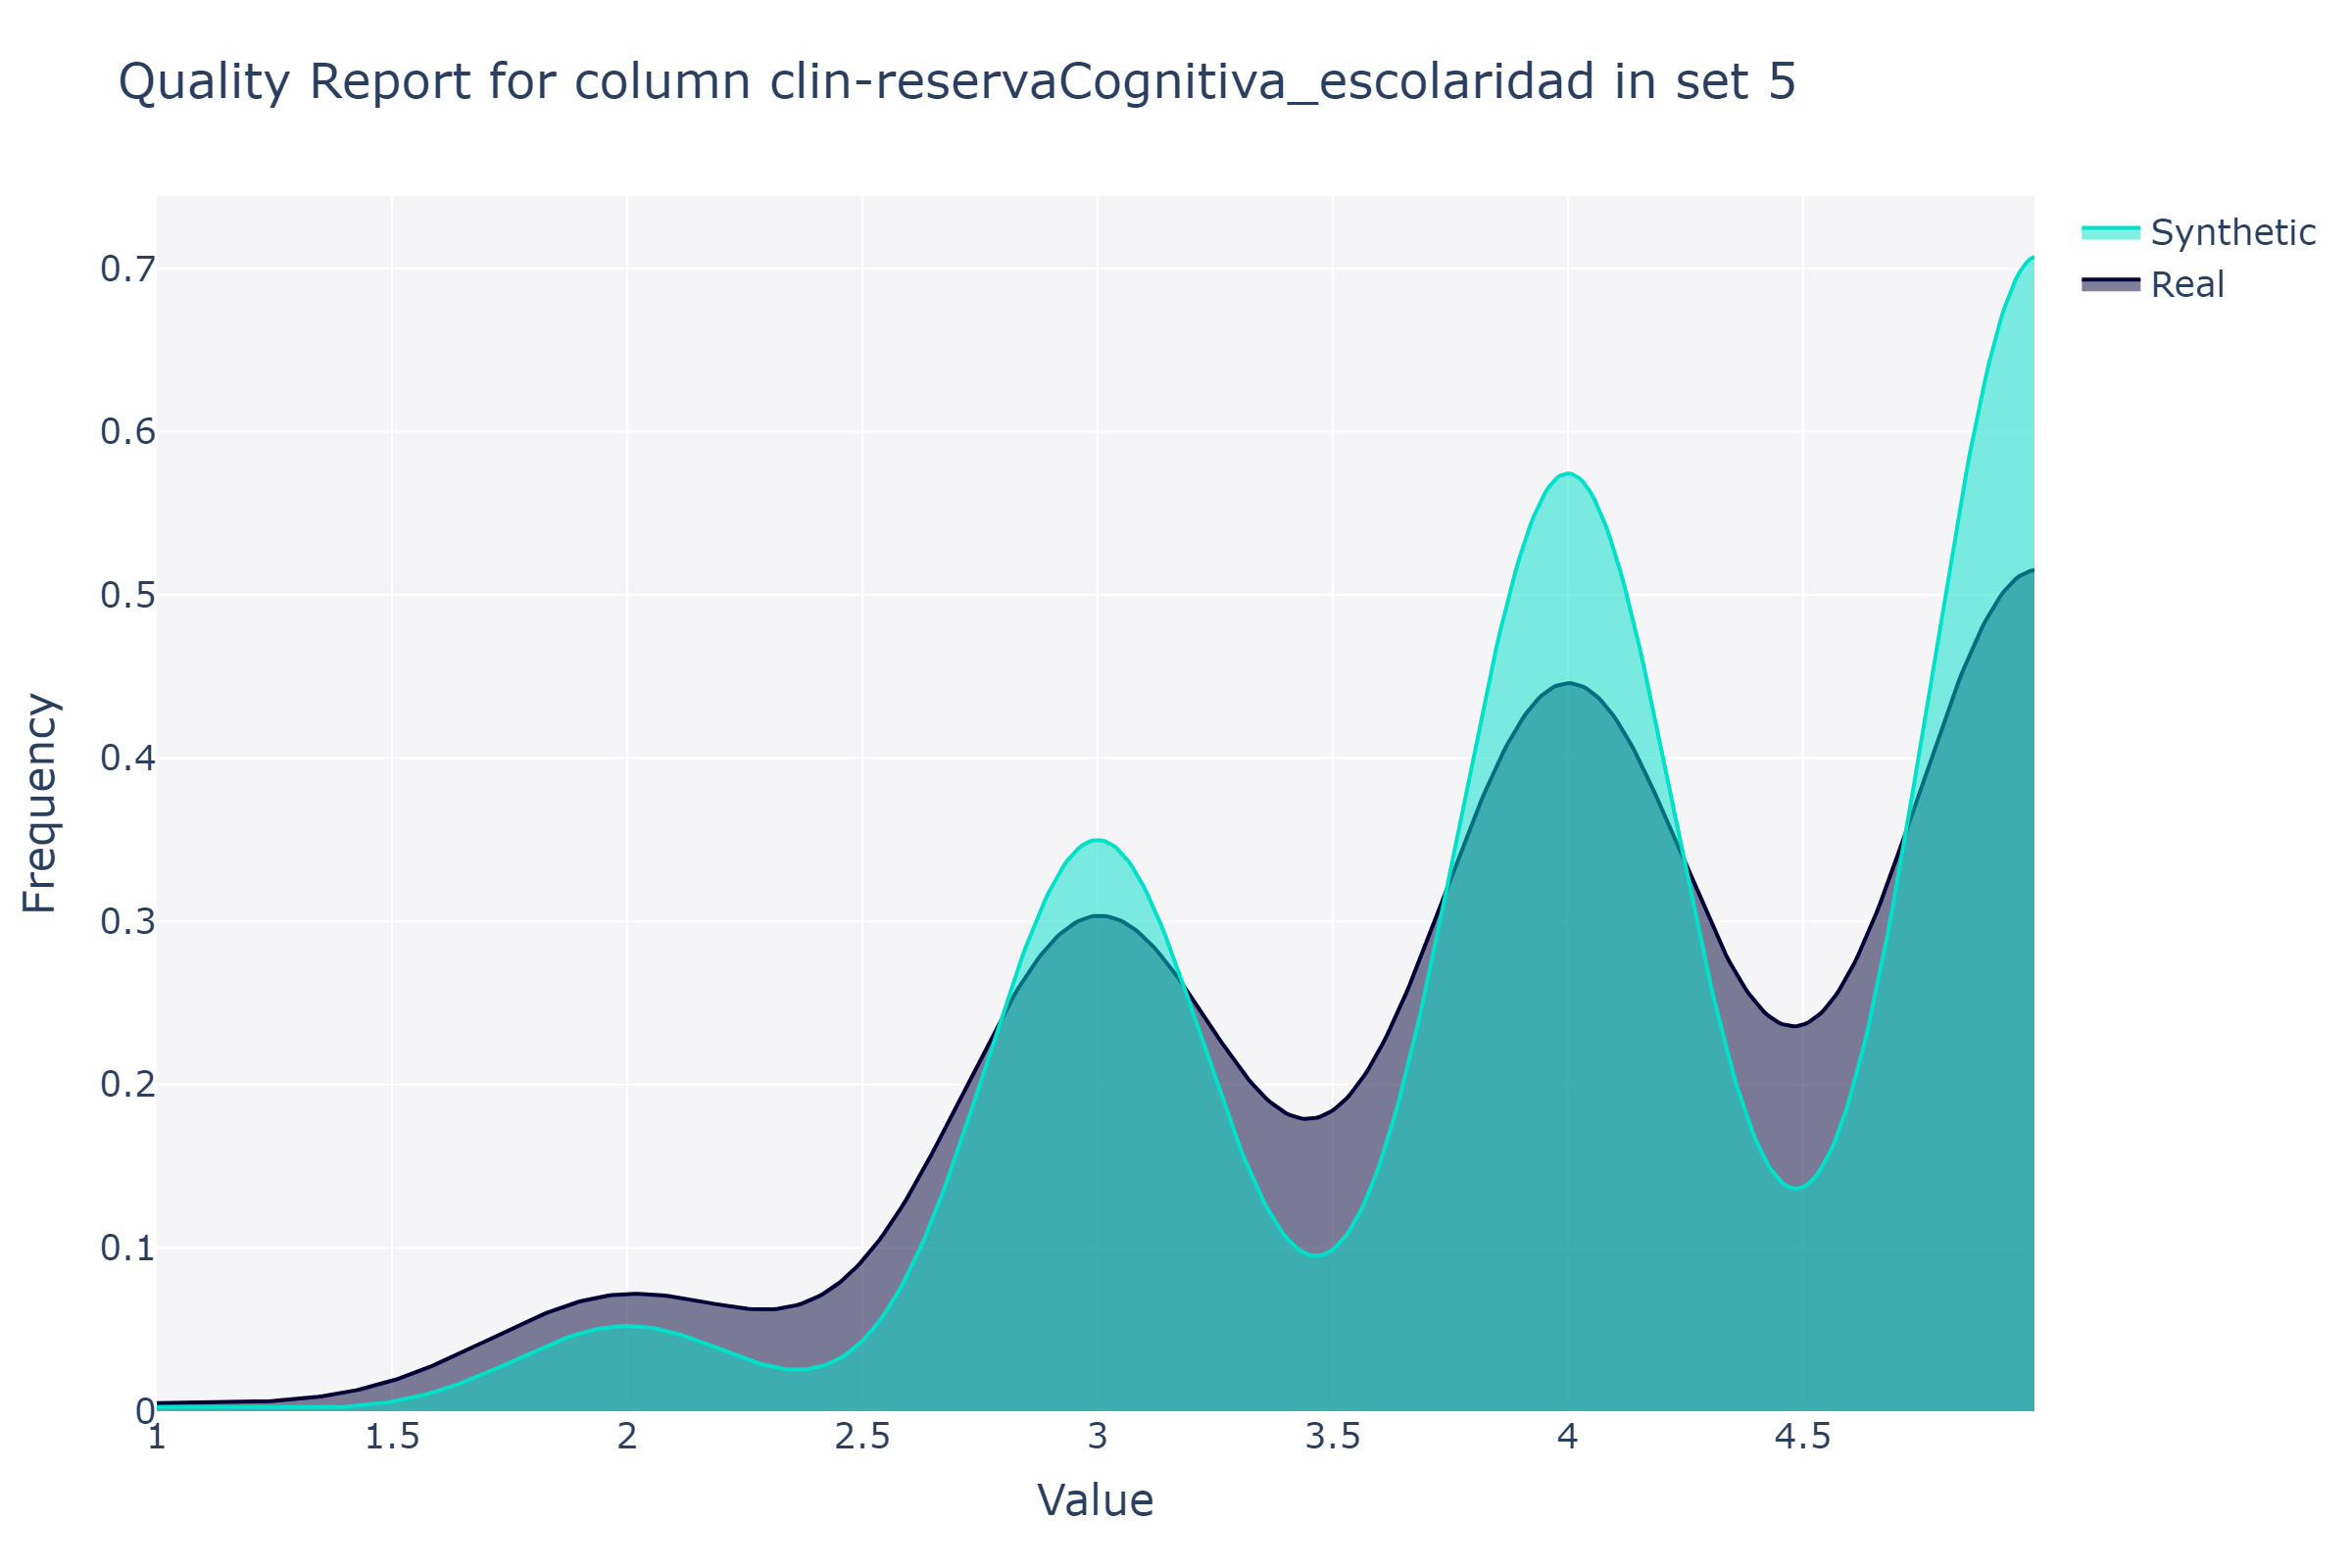 Quality Report for column clin-reservaCognitiva_escolaridad in set 5
Synthetic
Real
0.7
0.6
0.5
0.4
0.3
0.2
0.1
0
Frequency
1 1.5 2 2.5 3 3.5 4 4.5
Value